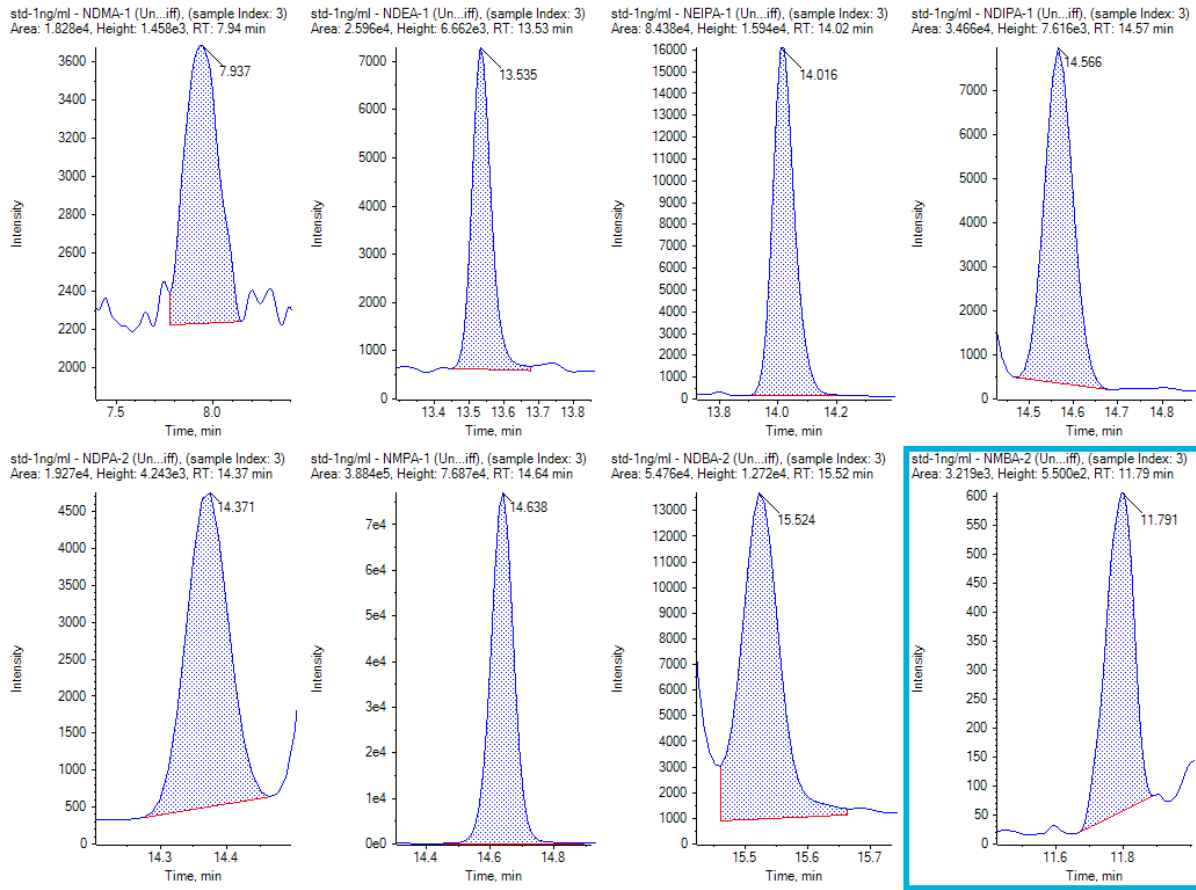 std-1ng/ml - NDMA-1 (Un...iff), (sample Index: 3)
Area: 1.828e4, Height: 1.458e3, RT: 7.94 min
7.937
3600
3400
3200
3000
2800
2600
2400
2200
2000
Intensity
7.5 8.0
Time, min
std-1ng/ml - NDEA-1 (Un...iff), (sample Index: 3)
Area: 2.596e4, Height: 6.662e3, RT: 13.53 min
13.535
7000
6000
5000
4000
3000
2000
1000
0
Intensity
13.4 13.5 13.6 13.7 13.8
Time, min
std-1ng/ml - NEIPA-1 (Un...iff), (sample Index: 3)
Area: 8.438e4, Height: 1.594e4, RT: 14.02 min
14.016
16000
15000
14000
13000
12000
11000
10000
9000
8000
7000
6000
5000
4000
3000
2000
1000
0
Intensity
13.8 14.0 14.2
Time, min
std-1ng/ml - NDIPA-1 (Un...iff), (sample Index: 3)
Area: 3.466e4, Height: 7.616e3, RT: 14.57 min
14.566
7000
6000
5000
4000
3000
2000
1000
0
Intensity
14.5 14.6 14.7 14.8
Time, min
std-1ng/ml - NDPA-2 (Un...iff), (sample Index: 3)
Area: 1.927e4, Height: 4.243e3, RT: 14.37 min
14.371
4500
4000
3500
3000
2500
2000
1500
1000
500
0
Intensity
14.3 14.4
Time, min
std-1ng/ml - NMPA-1 (Un...iff), (sample Index: 3)
Area: 3.884e5, Height: 7.687e4, RT: 14.64 min
14.638
7e4
6e4
5e4
4e4
3e4
2e4
1e4
0e0
Intensity
14.4 14.6 14.8
Time, min
std-1ng/ml - NDBA-2 (Un...iff), (sample Index: 3)
Area: 5.476e4, Height: 1.272e4, RT: 15.52 min
15.524
13000
12000
11000
10000
9000
8000
7000
6000
5000
4000
3000
2000
1000
0
Intensity
15.5 15.6 15.7
Time, min
std-1ng/ml - NMBA-2 (Un...iff), (sample Index: 3)
Area: 3.219e3, Height: 5.500e2, RT: 11.79 min
11.791
600
550
500
450
400
350
300
250
200
150
100
50
0
Intensity
11.6 11.8
Time, min